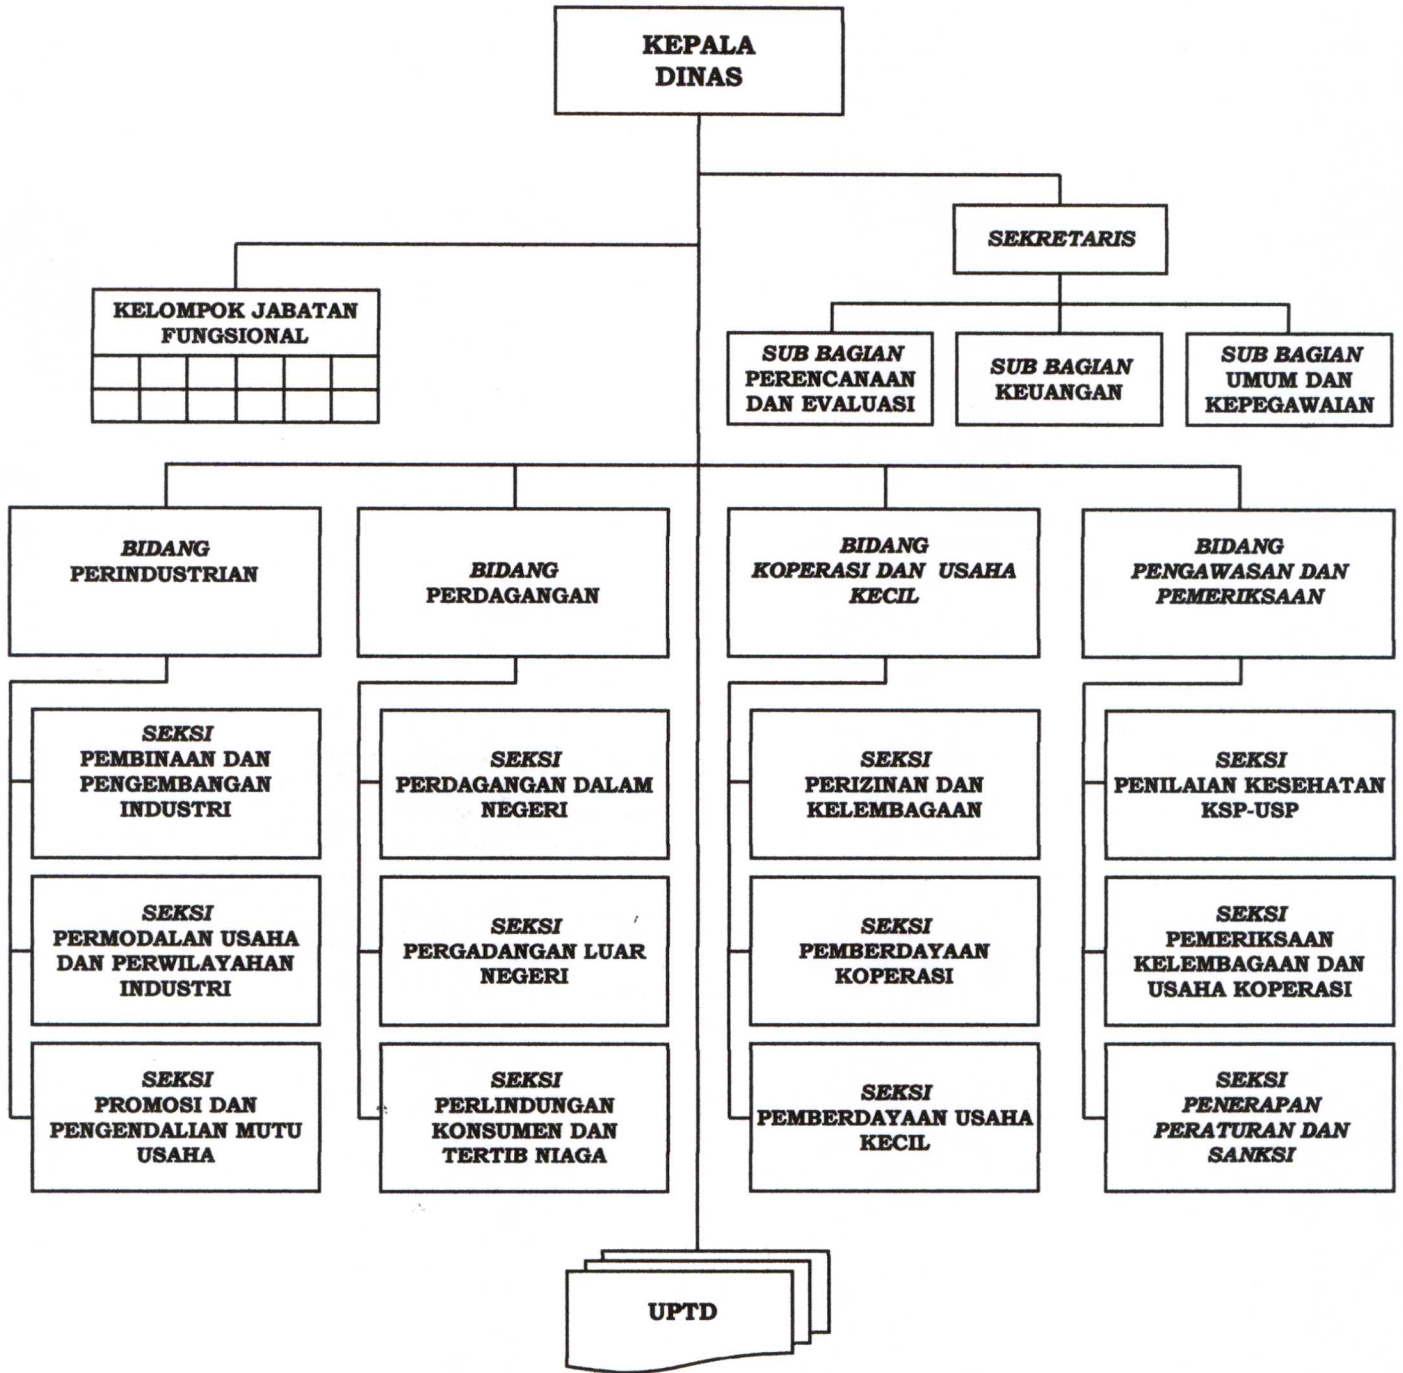 KEPALA
DINAS
SEKRETARIS
KELOMPOK JABATAN
FUNGSIONAL
SUB BAGIAN
PERENCANAAN
DAN EVALUASI
SUB BAGIAN
KEUANGAN
SUB BAGIAN
UMUM DAN
KEPEGAWAIAN
BIDANG
PERINDUSTRIAN
BIDANG
PERDAGANGAN
BIDANG
KOPERASI DAN USAHA
KECIL
BIDANG
PENGAWASAN DAN
PEMERIKSAAN
SEKSI
PEMBINAAN DAN
PENGEMBANGAN
INDUSTRI
SEKSI
PERDAGANGAN DALAM
NEGERI
SEKSI
PERIZINAN DAN
KELEMBAGAAN
SEKSI
PENILAIAN KESEHATAN
KSP-USP
SEKSI
PERMODALAN USAHA
DAN PERWILAYAHAN
INDUSTRI
SEKSI
PERGADANGAN LUAR
NEGERI
SEKSI
PEMBERDAYAAN
KOPERASI
SEKSI
PEMERIKSAAN
KELEMBAGAAN DAN
USAHA KOPERASI
SEKSI
PROMOSI DAN
PENGENDALIAN MUTU
USAHA
SEKSI
PERLINDUNGAN
KONSUMEN DAN
TERTIB NIAGA
SEKSI
PEMBERDAYAAN USAHA
KECIL
SEKSI
PENERAPAN
PERATURAN DAN
SANKSI
UPTD